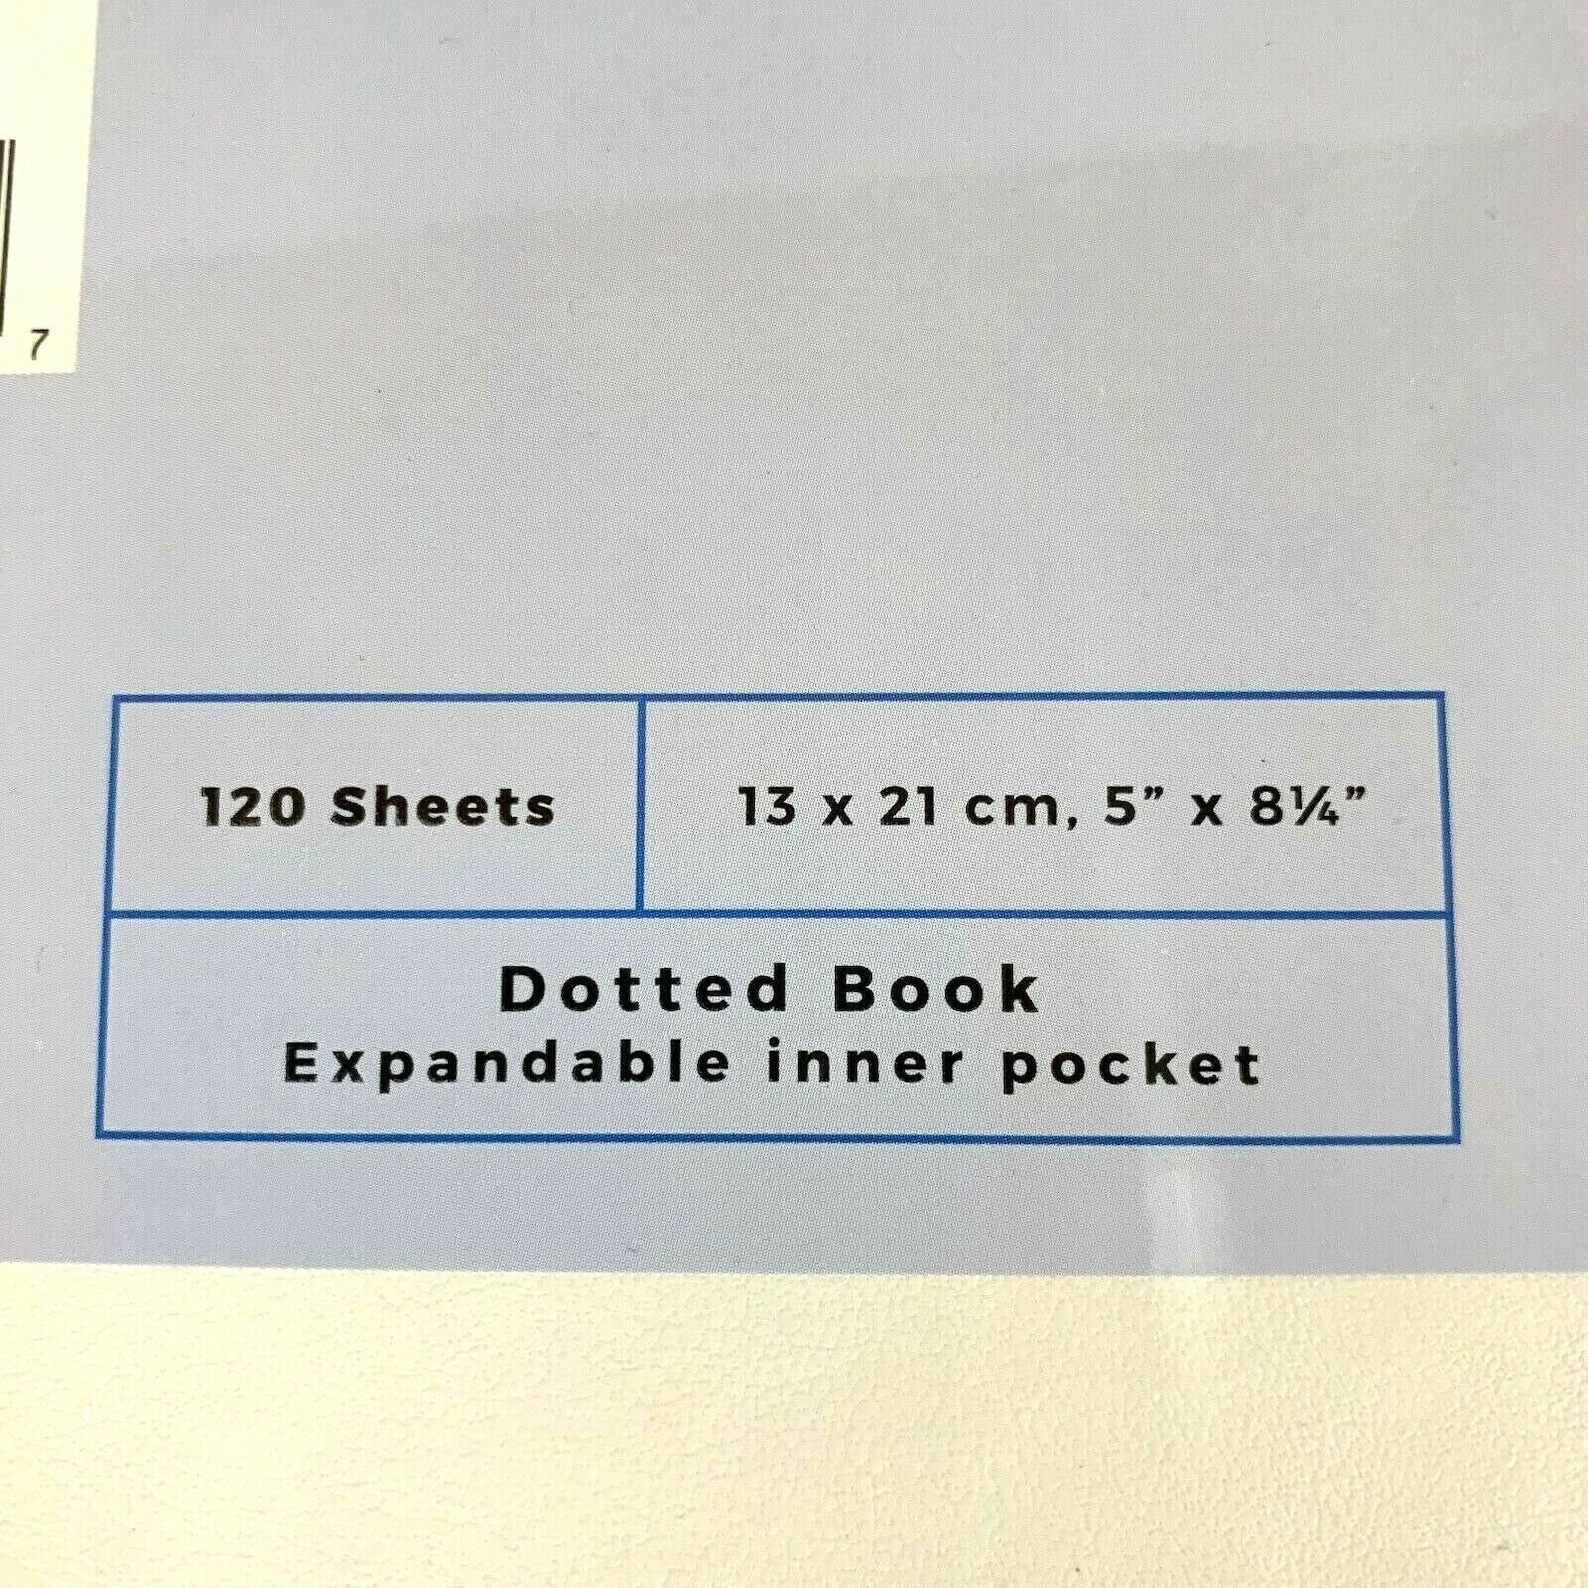 7
120 Sheets
13 x 21 cm, 5” x 8¼”
Dotted Book
Expandable inner pocket